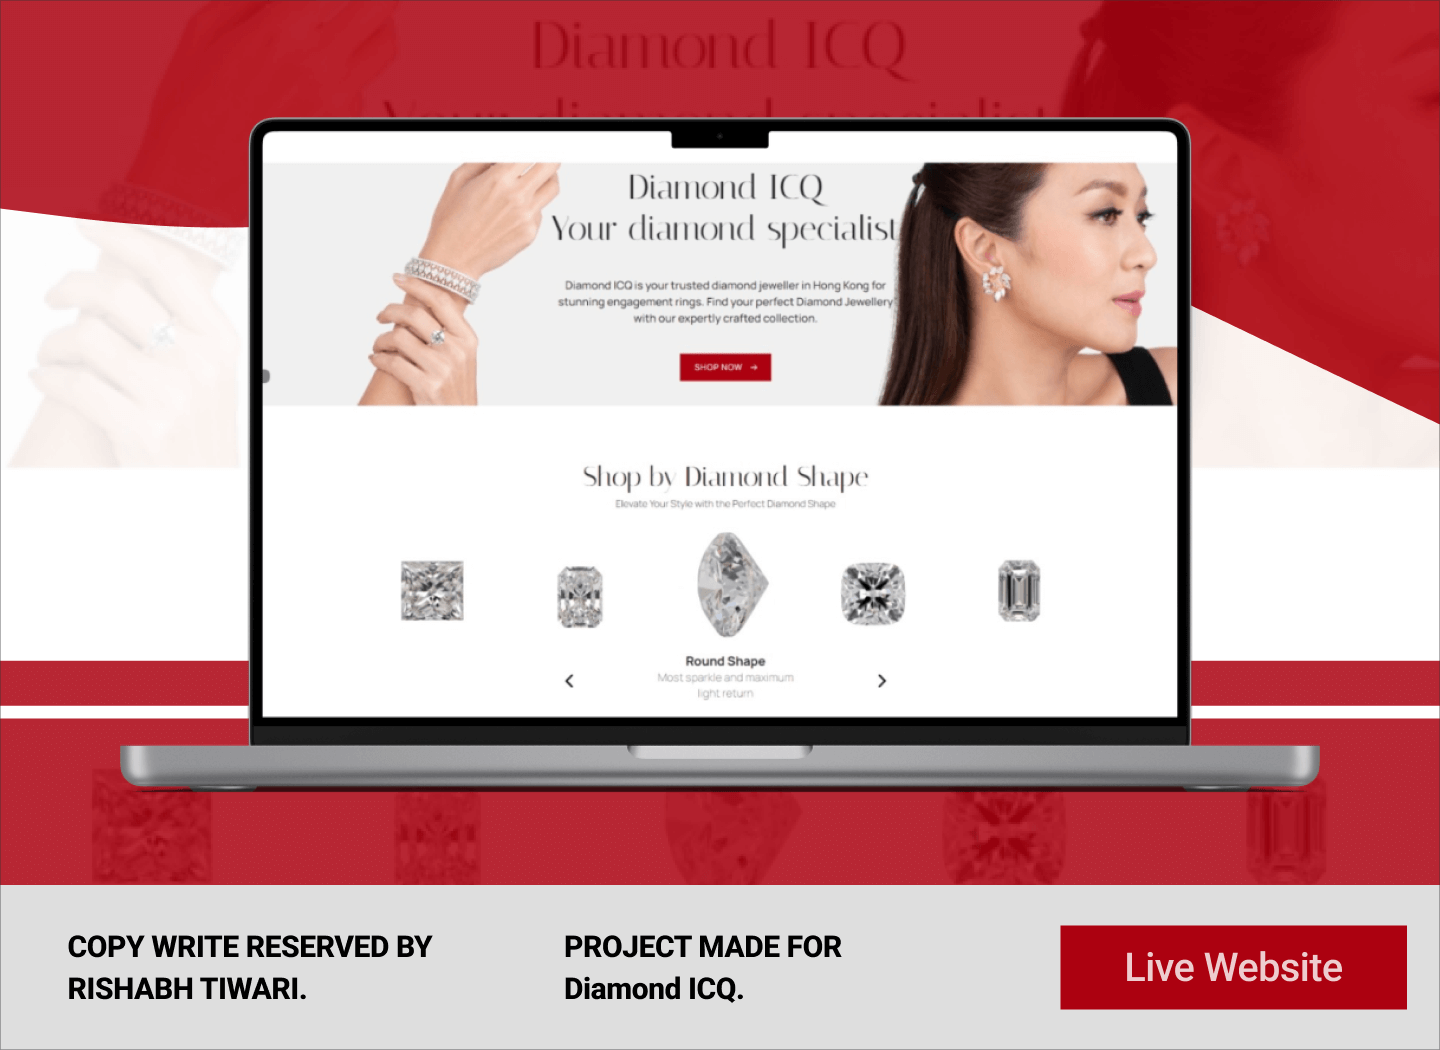 Diamond ICQ
Your diamond specialist
Diamond ICQ
Your diamond specialist
Diamond ICQ is your trusted diamond jeweller in Hong Kong for
stunning engagement rings. Find your perfect Diamond Jewellery
with our expertly crafted collection.
SHOP NOW →
Shop by Diamond Shape
Elevate Your Style with the Perfect Diamond Shape
Round Shape
Most sparkle and maximum
light return
COPY WRITE RESERVED BY
RISHABH TIWARI.
PROJECT MADE FOR
Diamond ICQ.
Live Website